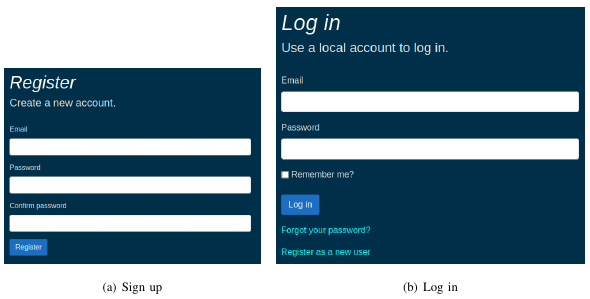 Register
Create a new account.
Email
Password
Confirm password
Register
(a) Sign up
Log in
Use a local account to log in.
Email
Password
Remember me?
Log in
Forgot your password?
Register as a new user
(b) Log in